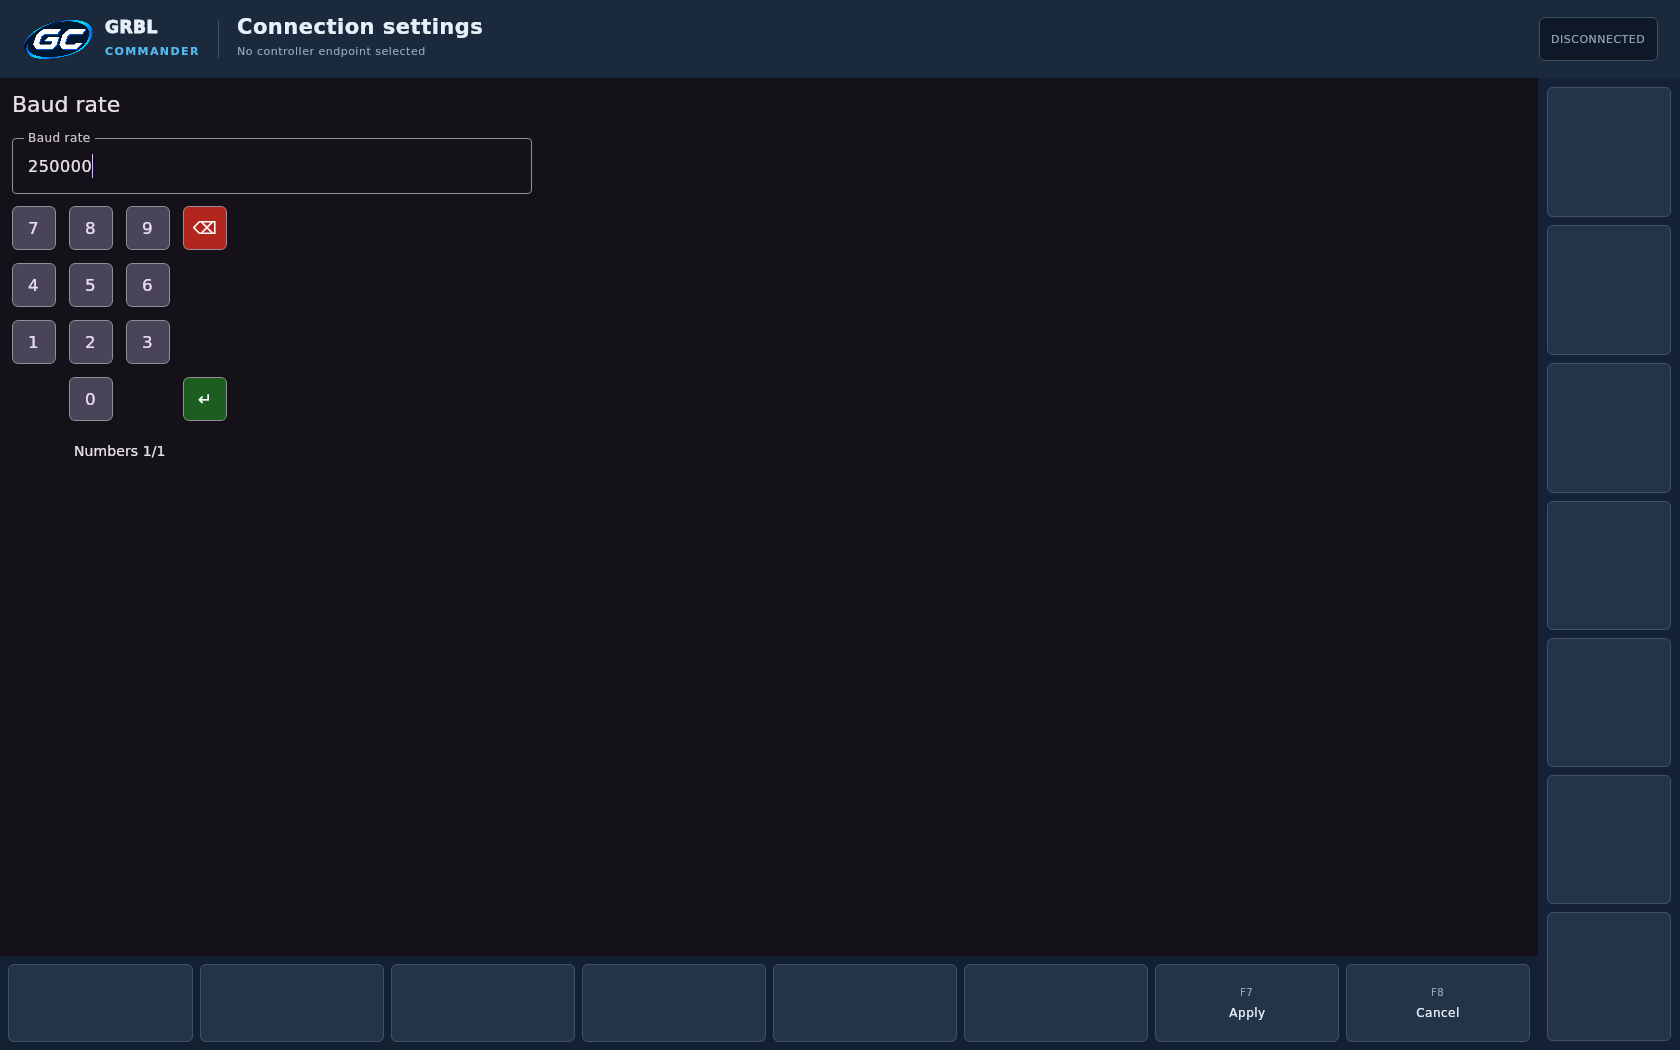 GC
GRBL
COMMANDER
Connection settings
No controller endpoint selected
DISCONNECTED
Baud rate
Baud rate
250000
7 8 9 ⌫
4 5 6
1 2 3
0 ↵
Numbers 1/1
F7
Apply
F8
Cancel